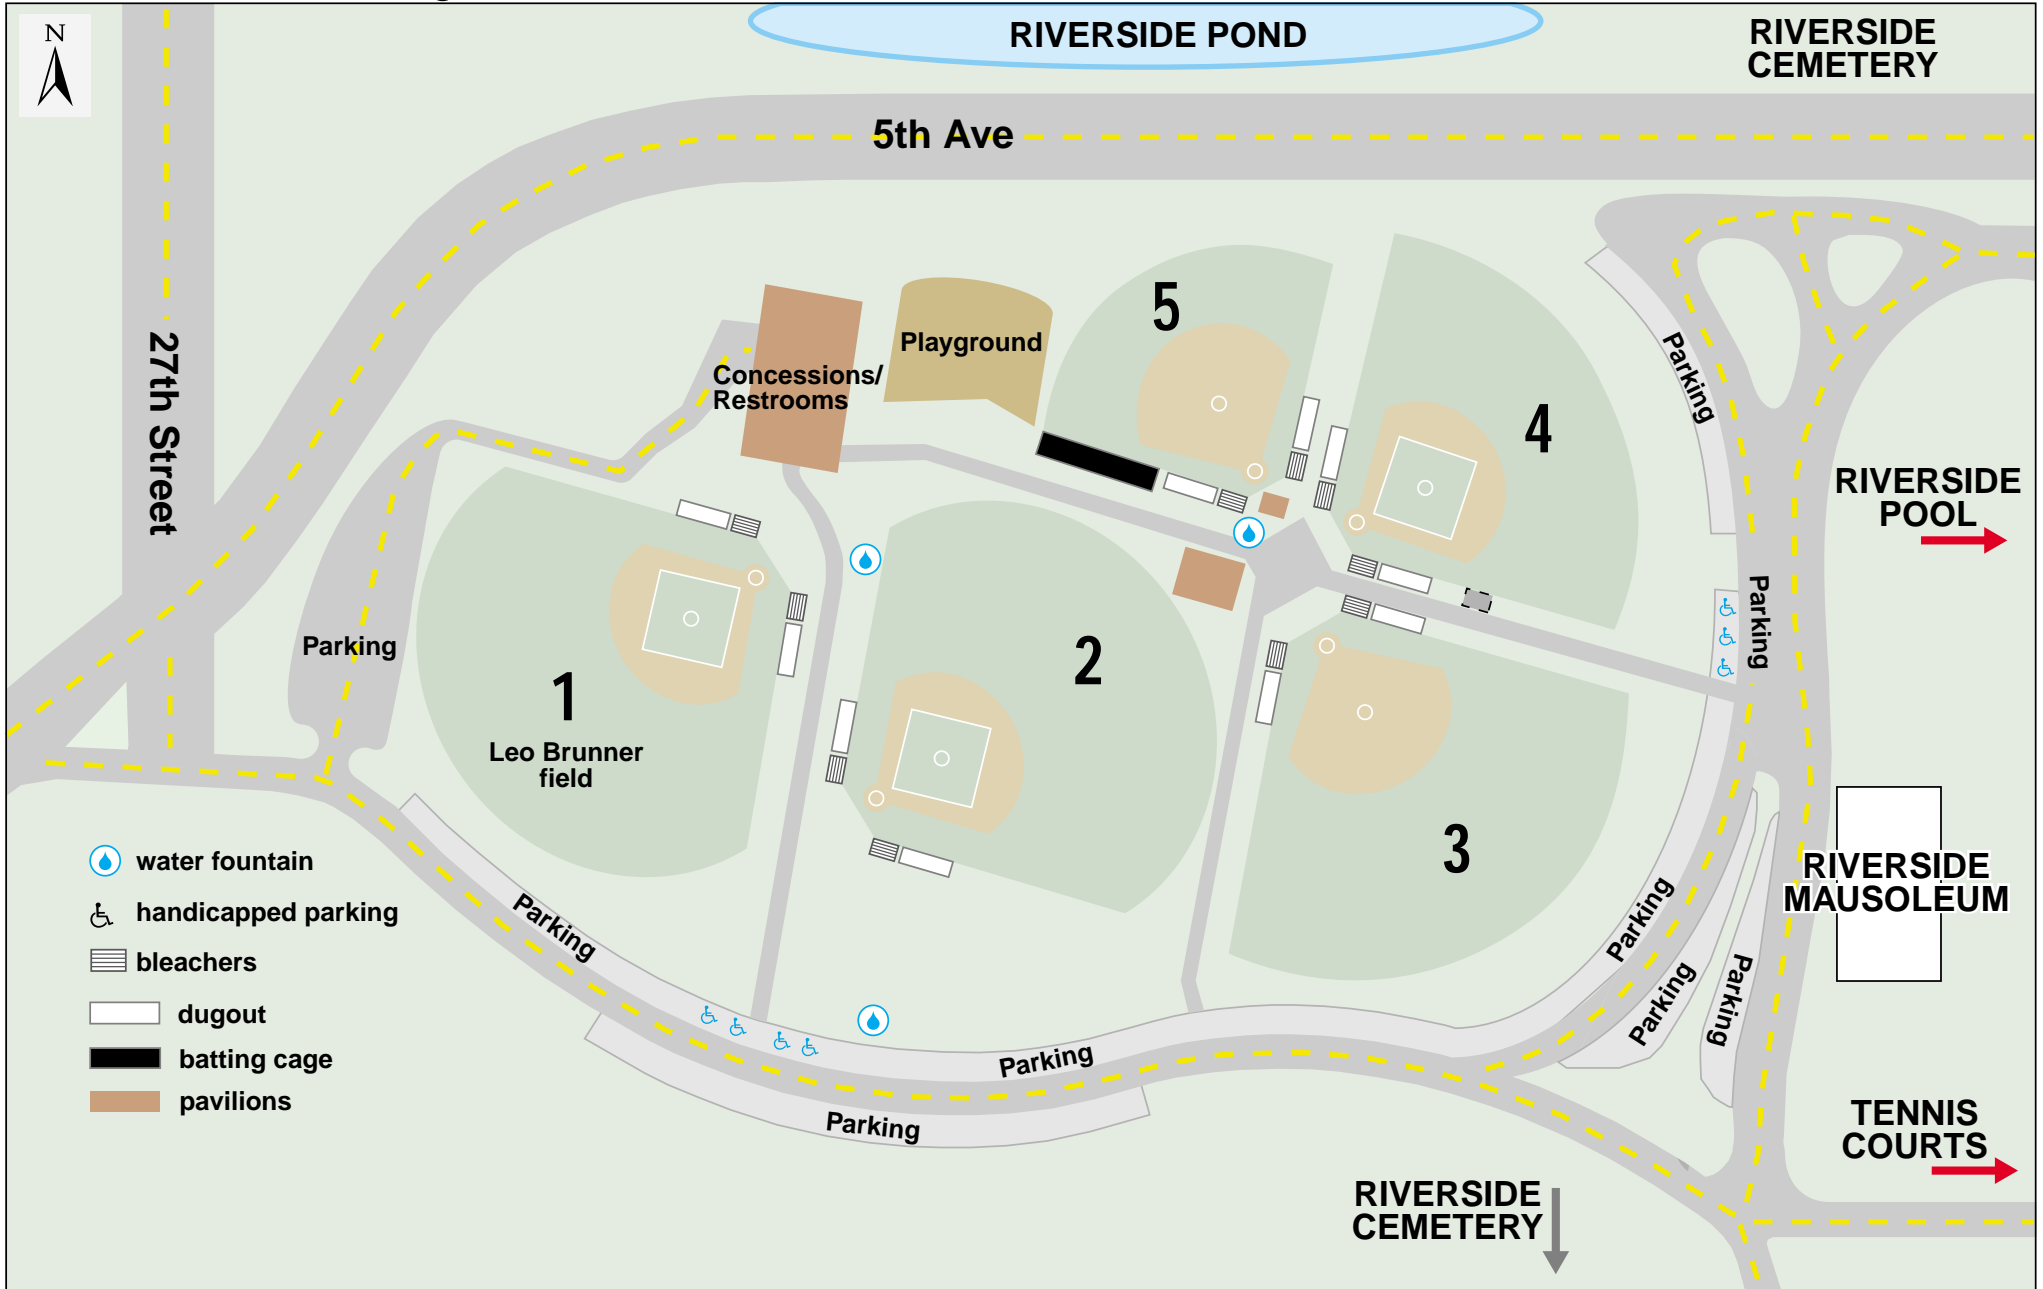 N
RIVERSIDE POND
RIVERSIDE
CEMETERY
5th Ave
27th Street
Concessions/
Restrooms
Playground
5
4
Parking
RIVERSIDE
POOL
Parking
Parking
1
Leo Brunner
field
2
3
water fountain
handicapped parking
bleachers
dugout
batting cage
pavilions
Parking
Parking
Parking
Parking
Parking
Parking
RIVERSIDE
MAUSOLEUM
TENNIS
COURTS
RIVERSIDE
CEMETERY